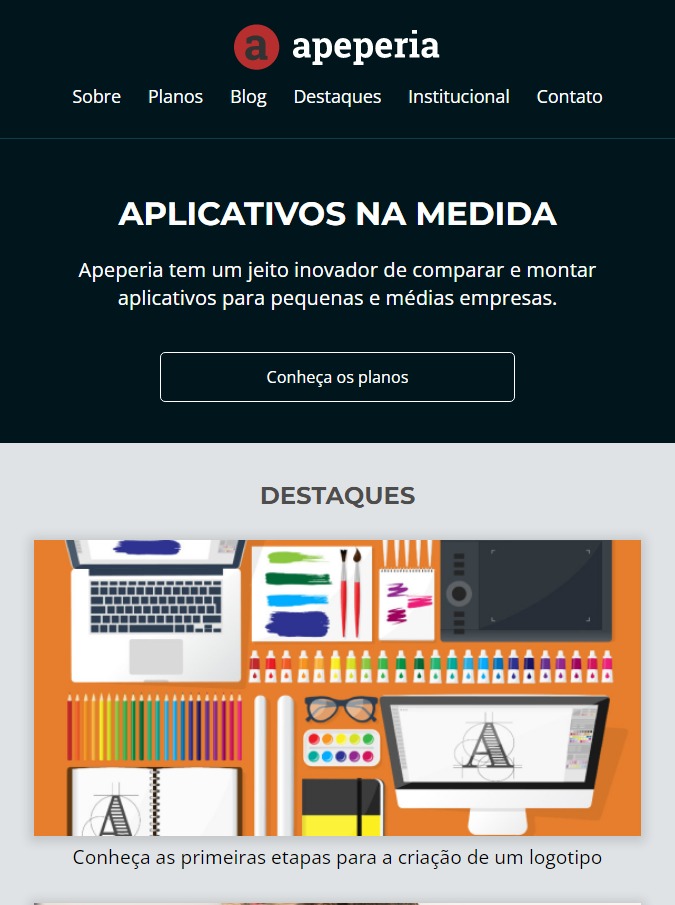 a apeperia
Sobre Planos Blog Destaques Institucional Contato
APLICATIVOS NA MEDIDA
Apeperia tem um jeito inovador de comparar e montar
aplicativos para pequenas e médias empresas.
Conheça os planos
DESTAQUES
A
A
Conheça as primeiras etapas para a criação de um logotipo